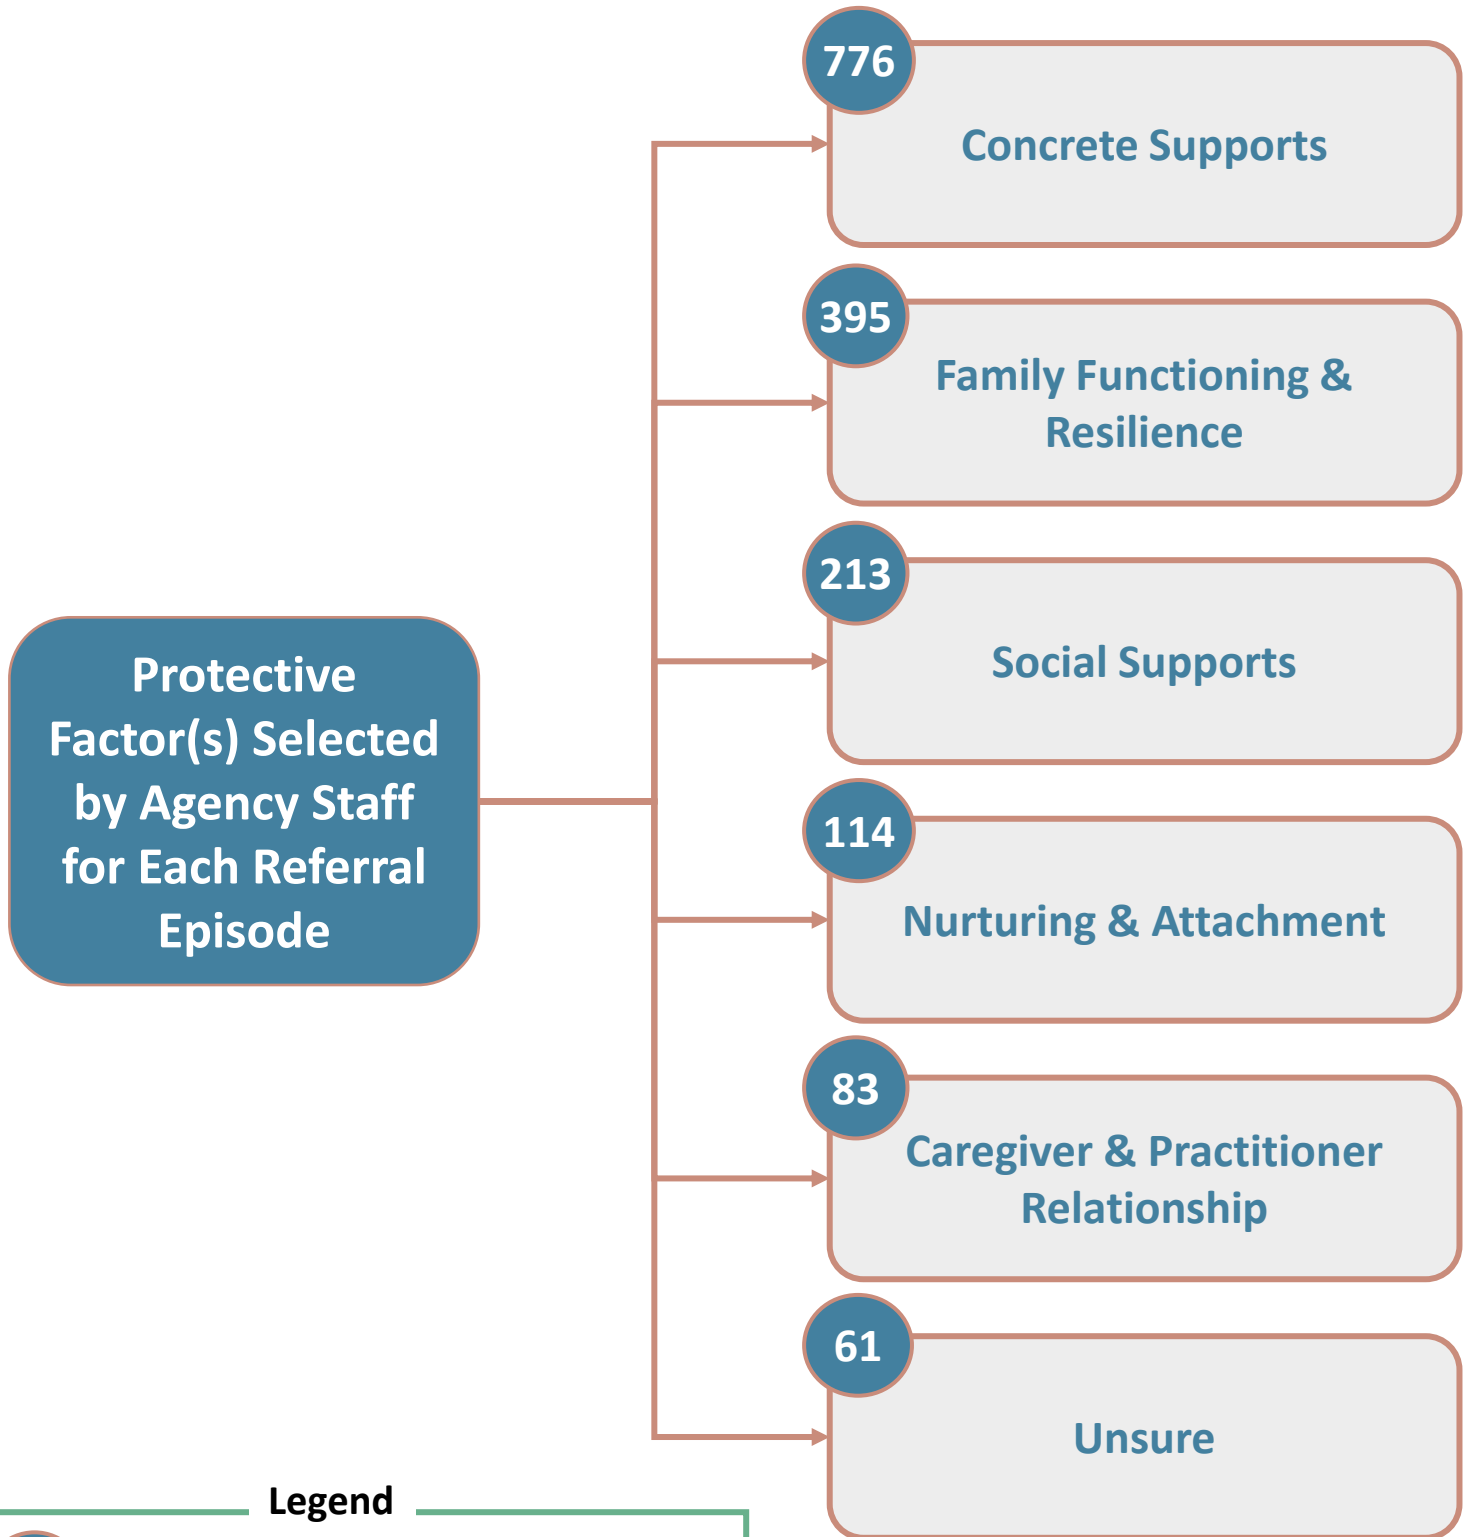 776
Concrete Supports
395
Family Functioning &
Resilience
213
Social Supports
Protective
Factor(s) Selected
by Agency Staff
for Each Referral
Episode
114
Nurturing & Attachment
83
Caregiver & Practitioner
Relationship
61
Unsure
Legend